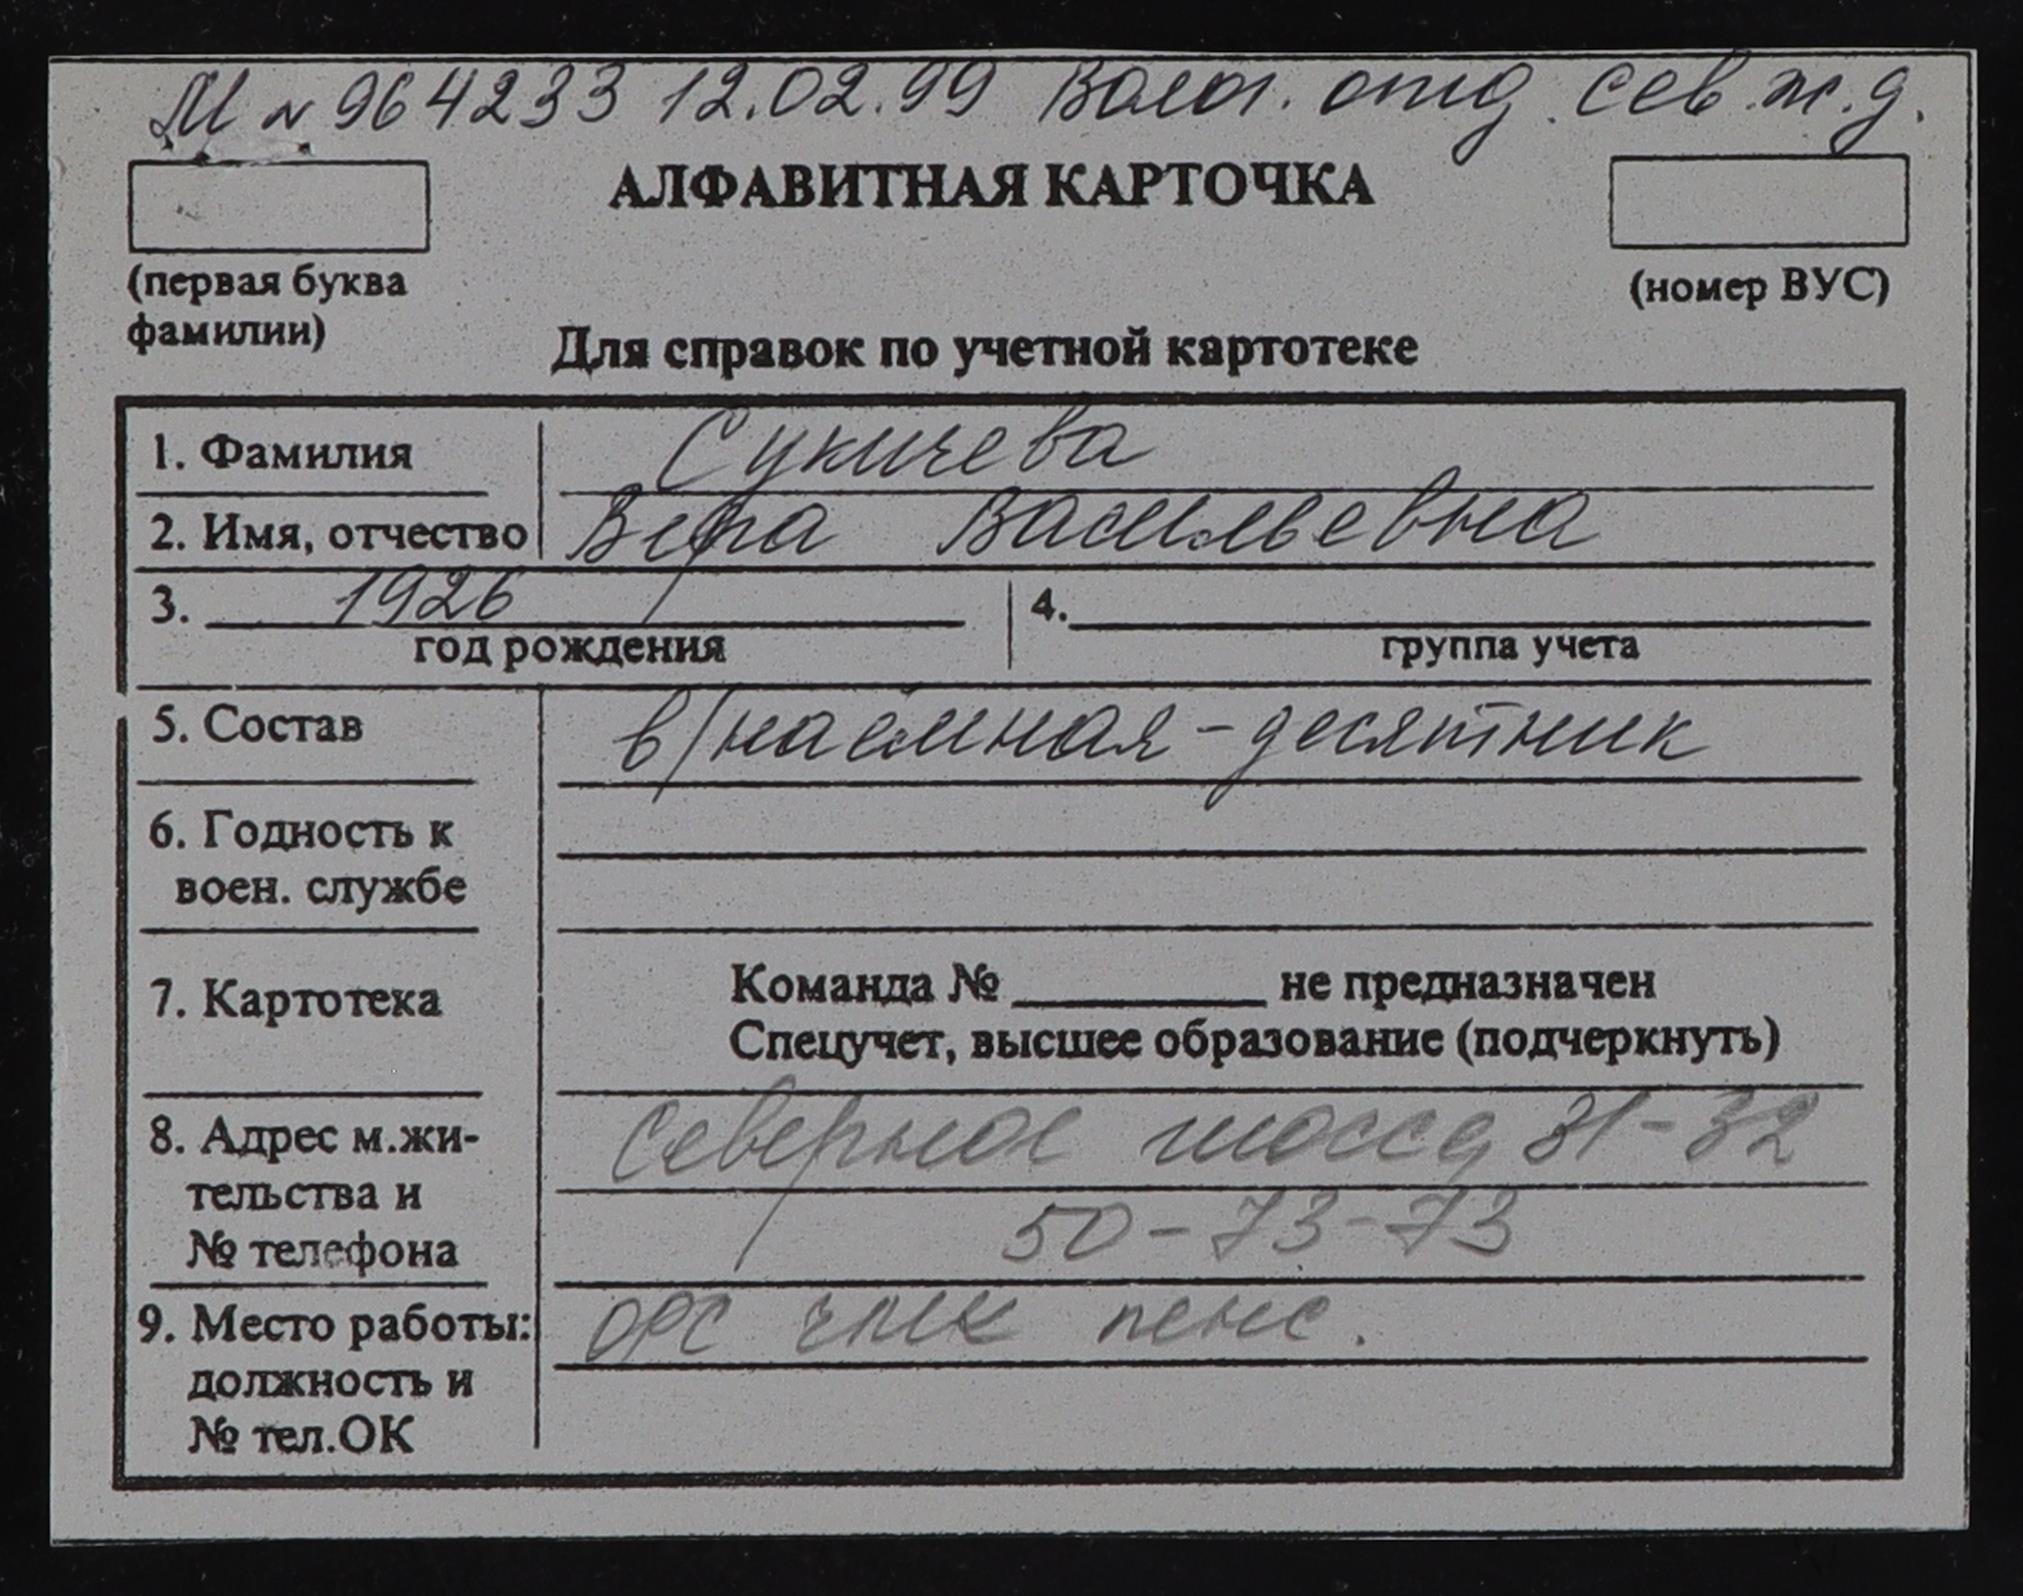 М № 964233 12.02.99 Волог. отд. Сев. ж. д.
АЛФАВИТНАЯ КАРТОЧКА
(первая буква фамилии)
(номер ВУС)
Для справок по учетной картотеке
1. Фамилия Сукичева
2. Имя, отчество Вера Васильевна
3. 1926 4.
год рождения группа учета
5. Состав в/наёмная - десятник
6. Годность к
воен. службе
7. Картотека
Команда № ________ не предназначен
Спецучет, высшее образование (подчеркнуть)
8. Адрес м.жи-
тельства и
№ телефона
Северное шоссе, 31-32
50-73-73
9. Место работы:
должность и
№ тел.ОК
ОРС пенс.